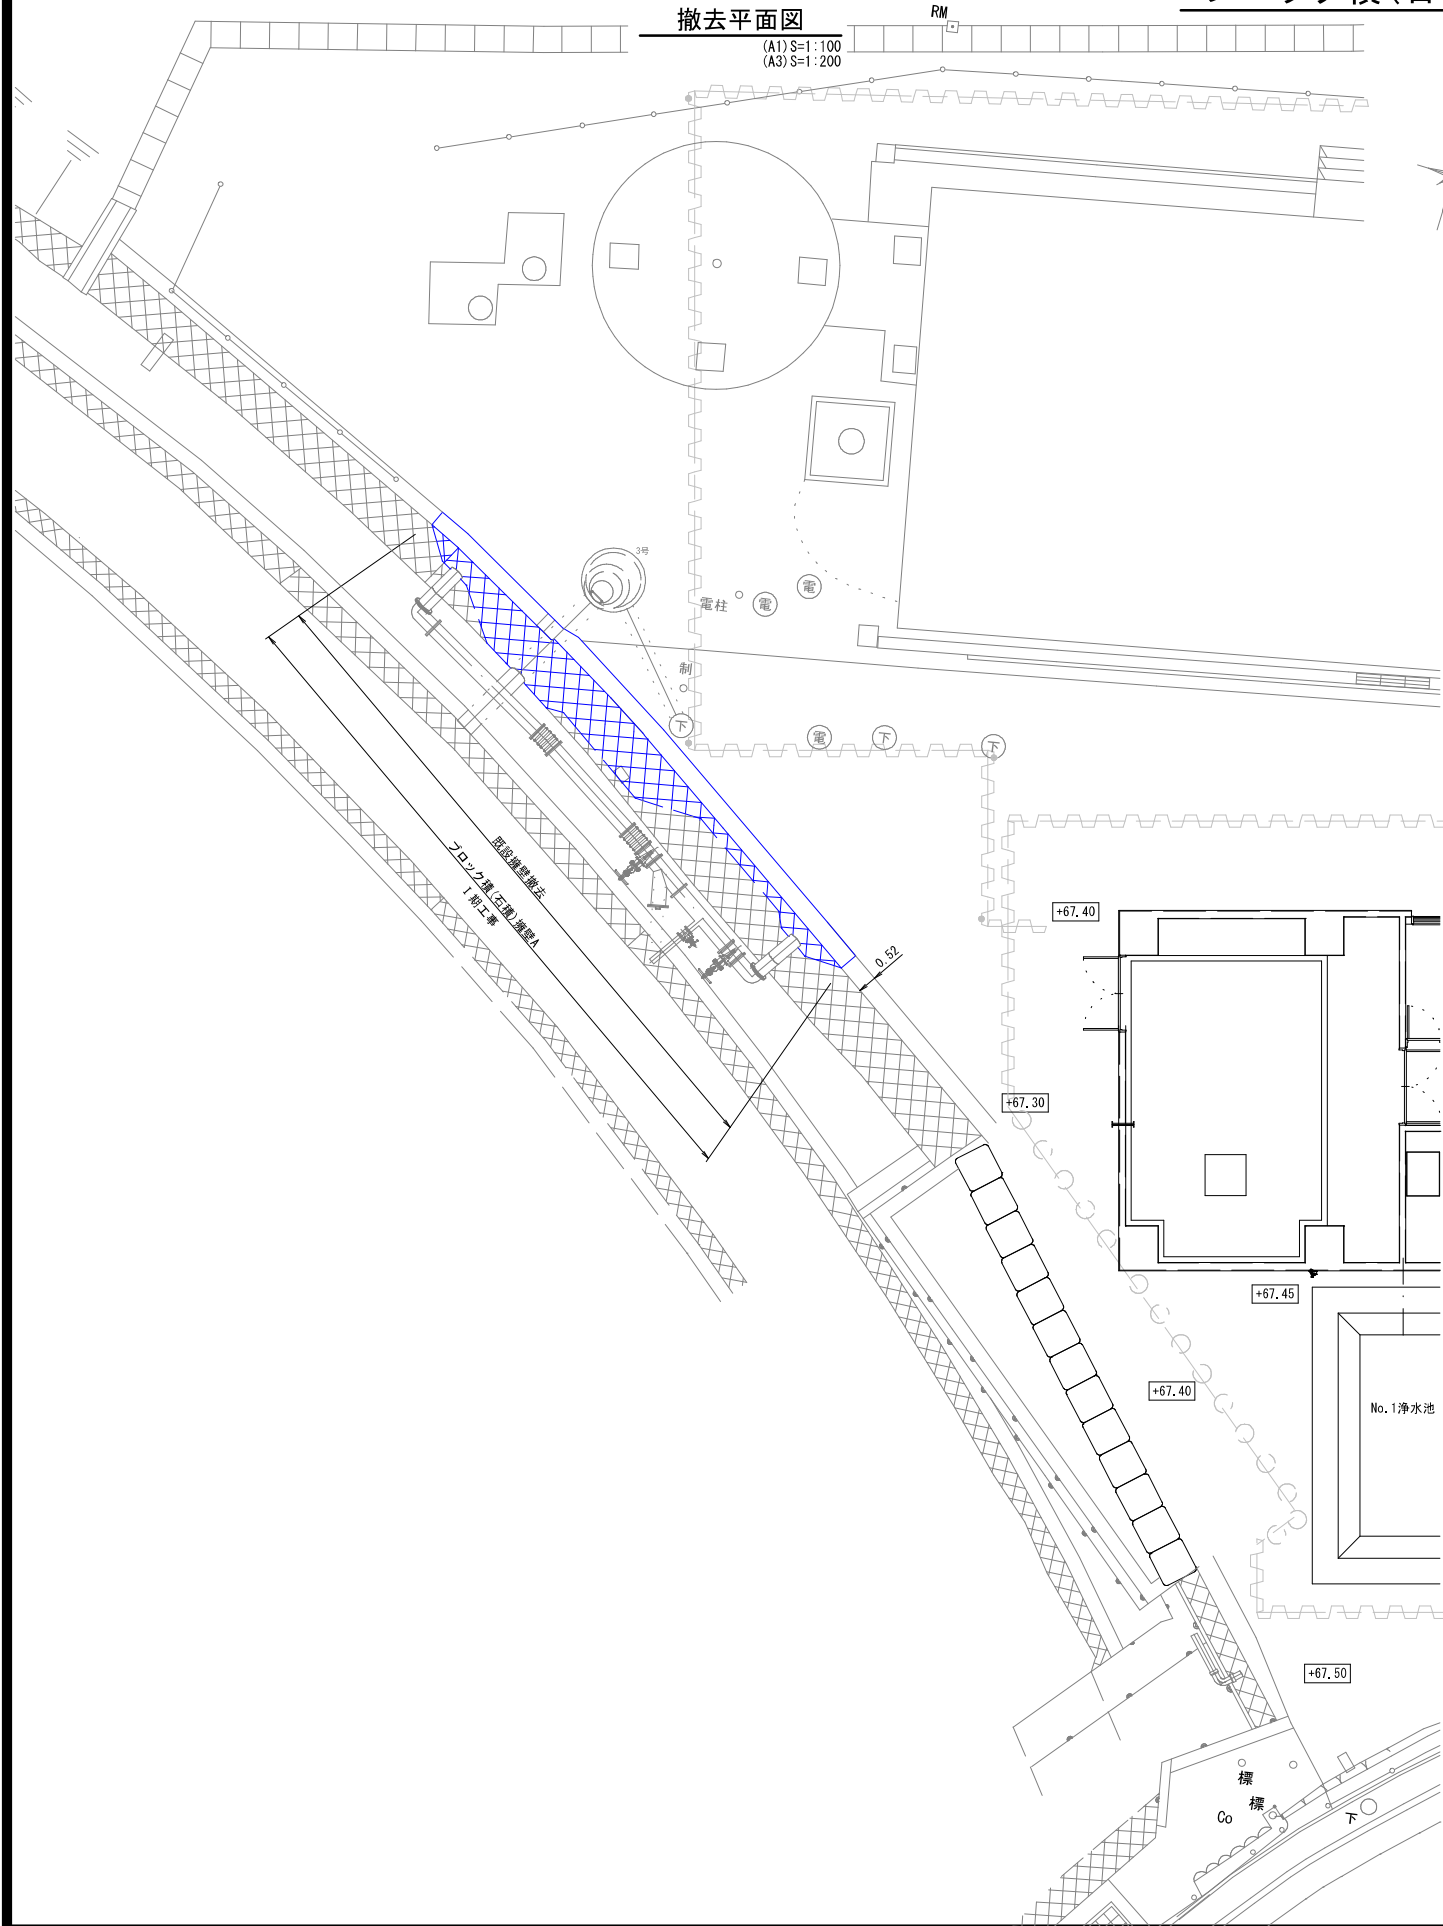 撤去平面図
(A1) S=1:100
(A3) S=1:200
RM
3号
電柱
電
電
制
下
電
下
下
既設擁壁撤去
ブロック積(石積)擁壁A
Ⅰ期工事
0.52
+67.40
+67.30
+67.45
+67.40
No.1浄水池
+67.50
標
標
Co
下